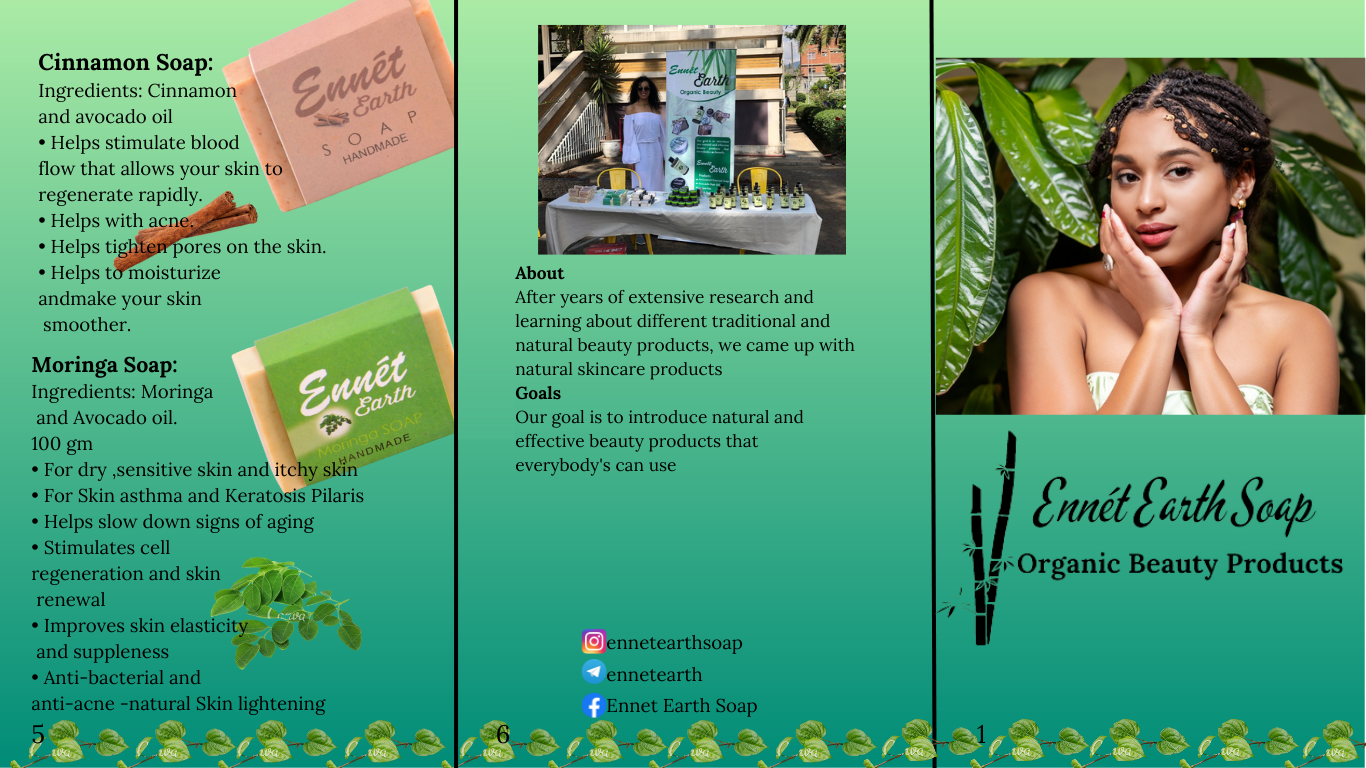 Cinnamon Soap:
Ingredients: Cinnamon
and avocado oil
• Helps stimulate blood
flow that allows your skin to
regenerate rapidly.
• Helps with acne.
• Helps tighten pores on the skin.
• Helps to moisturize
andmake your skin
smoother.
Ennét
Earth
SOAP
HANDMADE
Moringa Soap:
Ingredients: Moringa
and Avocado oil.
100 gm
• For dry ,sensitive skin and itchy skin
• For Skin asthma and Keratosis Pilaris
• Helps slow down signs of aging
• Stimulates cell
regeneration and skin
renewal
• Improves skin elasticity
and suppleness
• Anti-bacterial and
anti-acne -natural Skin lightening
Ennét
Earth
Moringa SOAP
HANDMADE
5
Ennét
Earth
Organic Beauty
Ennét
Earth
About
After years of extensive research and
learning about different traditional and
natural beauty products, we came up with
natural skincare products
Goals
Our goal is to introduce natural and
effective beauty products that
everybody's can use
ennetearthsoap
ennetearth
Ennet Earth Soap
6
Ennét Earth Soap
Organic Beauty Products
1